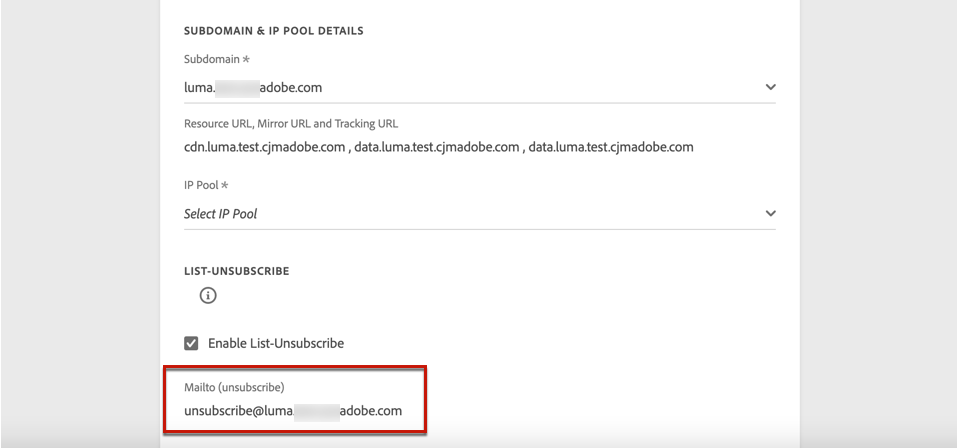 SUBDOMAIN & IP POOL DETAILS
Subdomain *
luma. adobe.com
Resource URL, Mirror URL and Tracking URL
cdn.luma.test.cjmadobe.com , data.luma.test.cjmadobe.com , data.luma.test.cjmadobe.com
IP Pool *
Select IP Pool
LIST-UNSUBSCRIBE
Enable List-Unsubscribe
Mailto (unsubscribe)
unsubscribe@luma. adobe.com